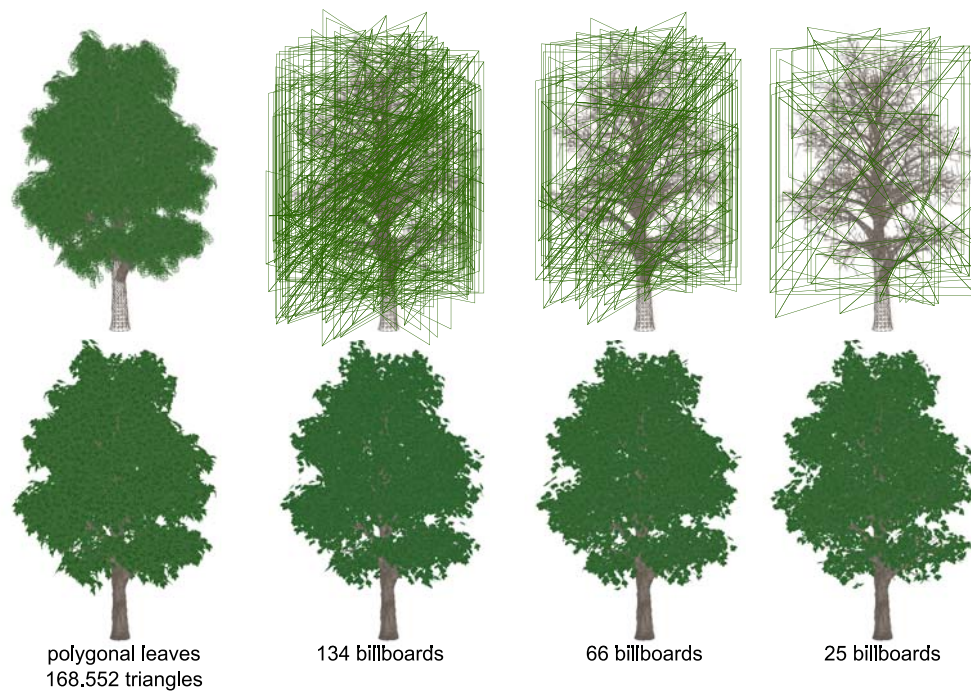 polygonal leaves
168.552 triangles
134 billboards
66 billboards
25 billboards